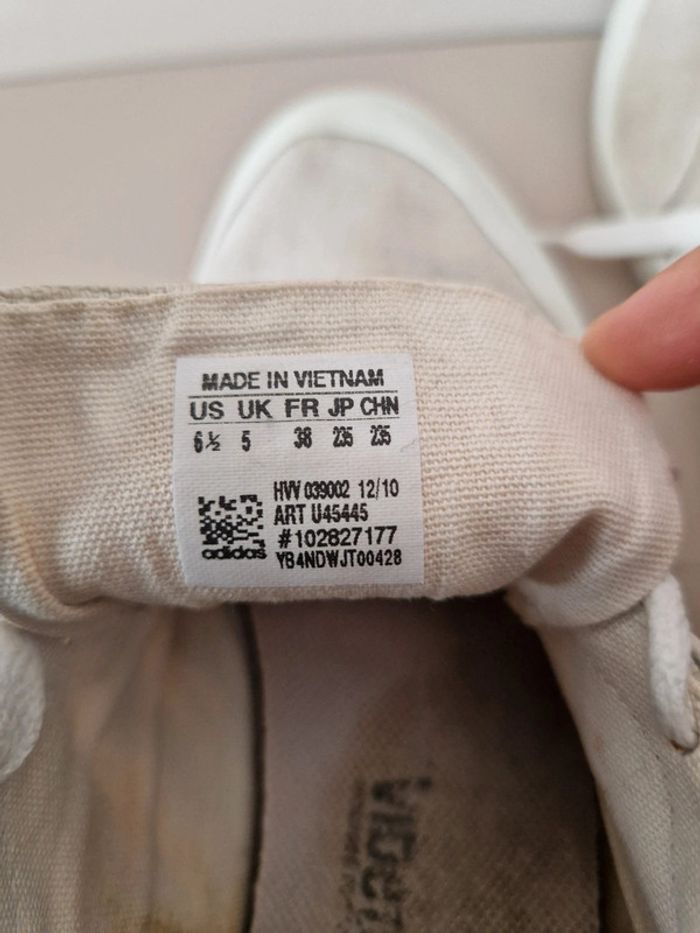 MADE IN VIETNAM
US UK FR JP CHN
6½ 5 38 235 235
HVV 039002 12/10
ART U45445
#102827177
adidas YB4NDWJT00428